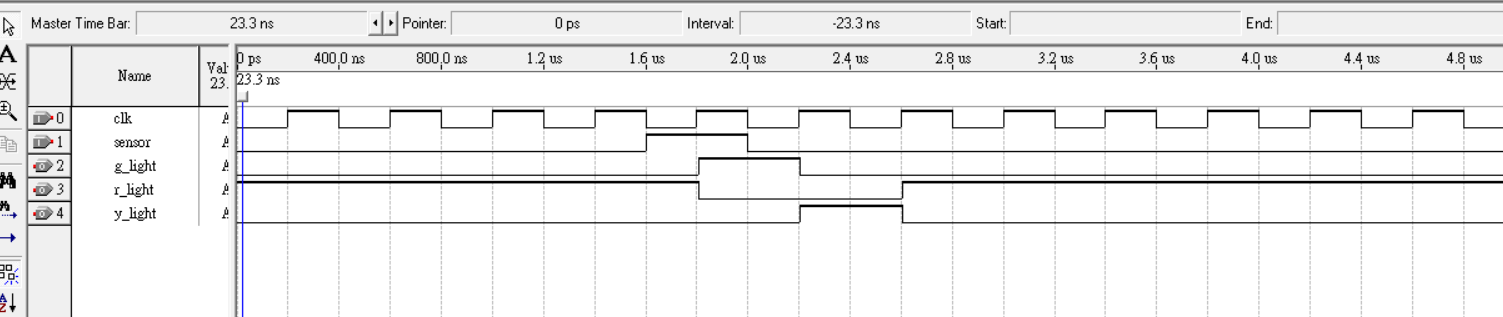 Master Time Bar: 23.3 ns Pointer: 0 ps Interval: -23.3 ns Start: End:
A
Name
Val
23.
0 ps 400.0 ns 800.0 ns 1.2 us 1.6 us 2.0 us 2.4 us 2.8 us 3.2 us 3.6 us 4.0 us 4.4 us 4.8 us
23.3 ns
0 clk A
1 sensor A
2 g_light A
3 r_light A
4 y_light A